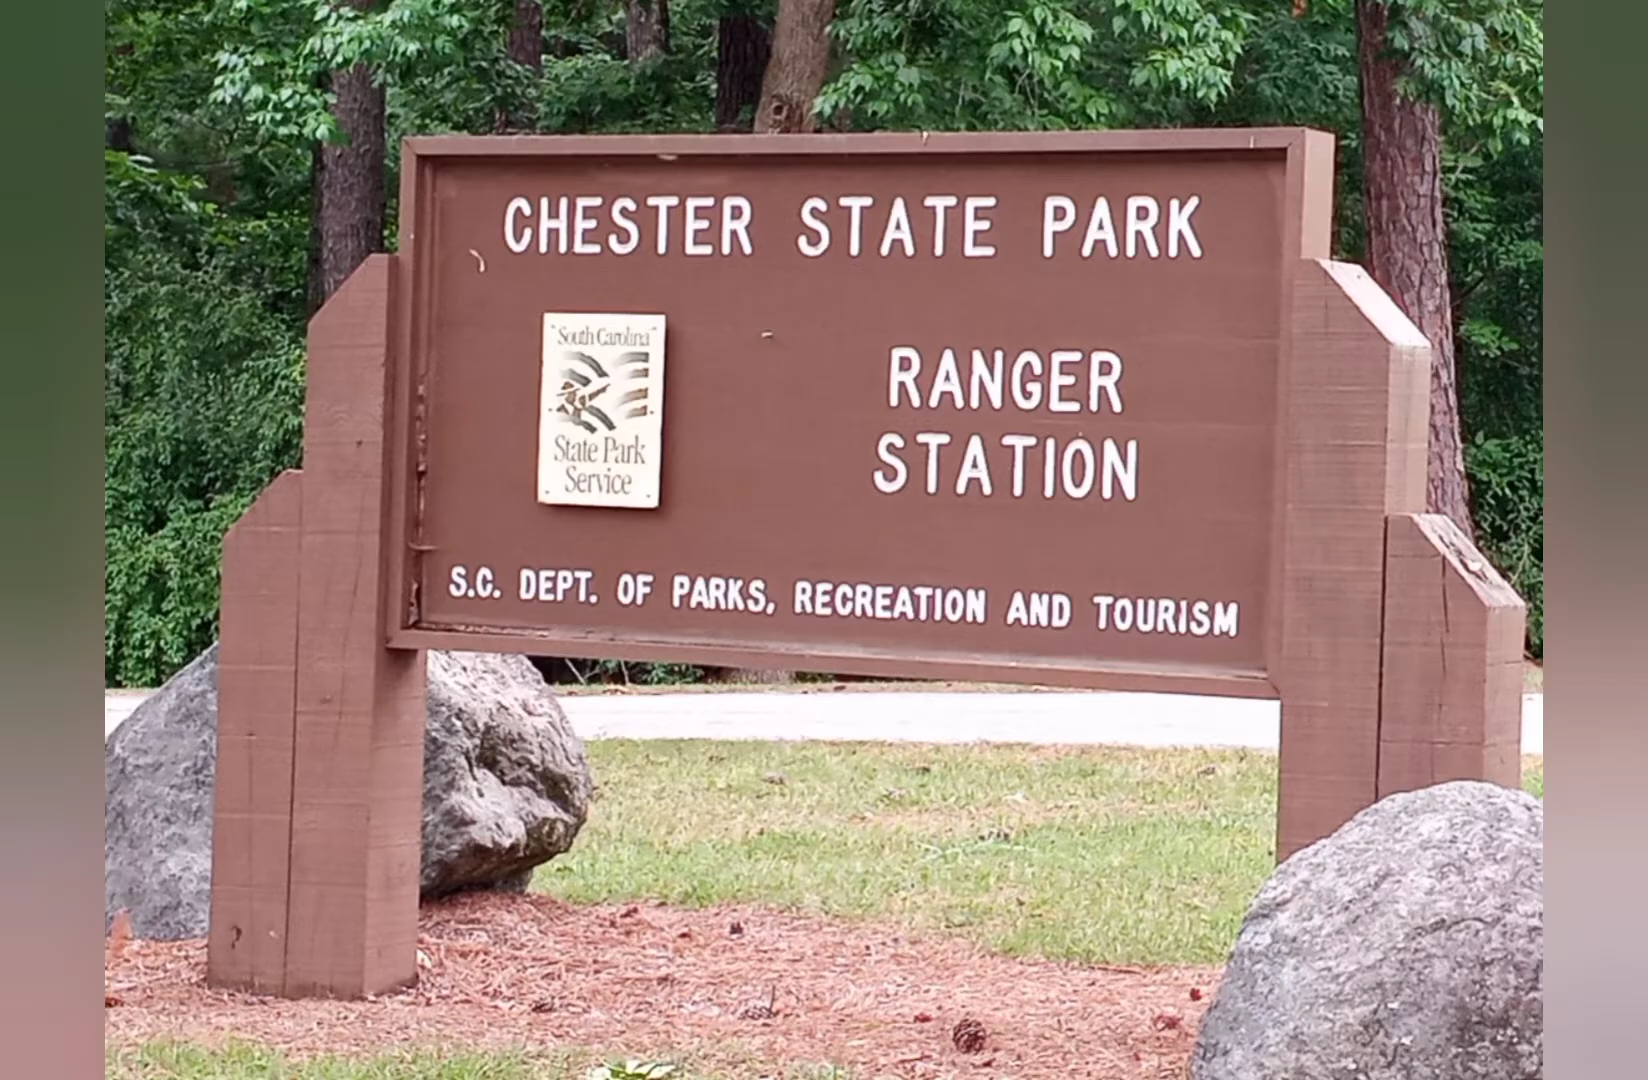 CHESTER STATE PARK
South Carolina
State Park
Service
RANGER
STATION
S.C. DEPT. OF PARKS, RECREATION AND TOURISM